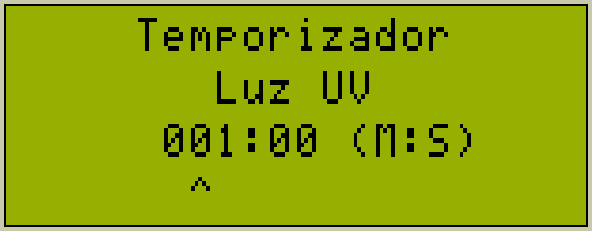 Temporizador
Luz UV
001:00 (M:S)
^